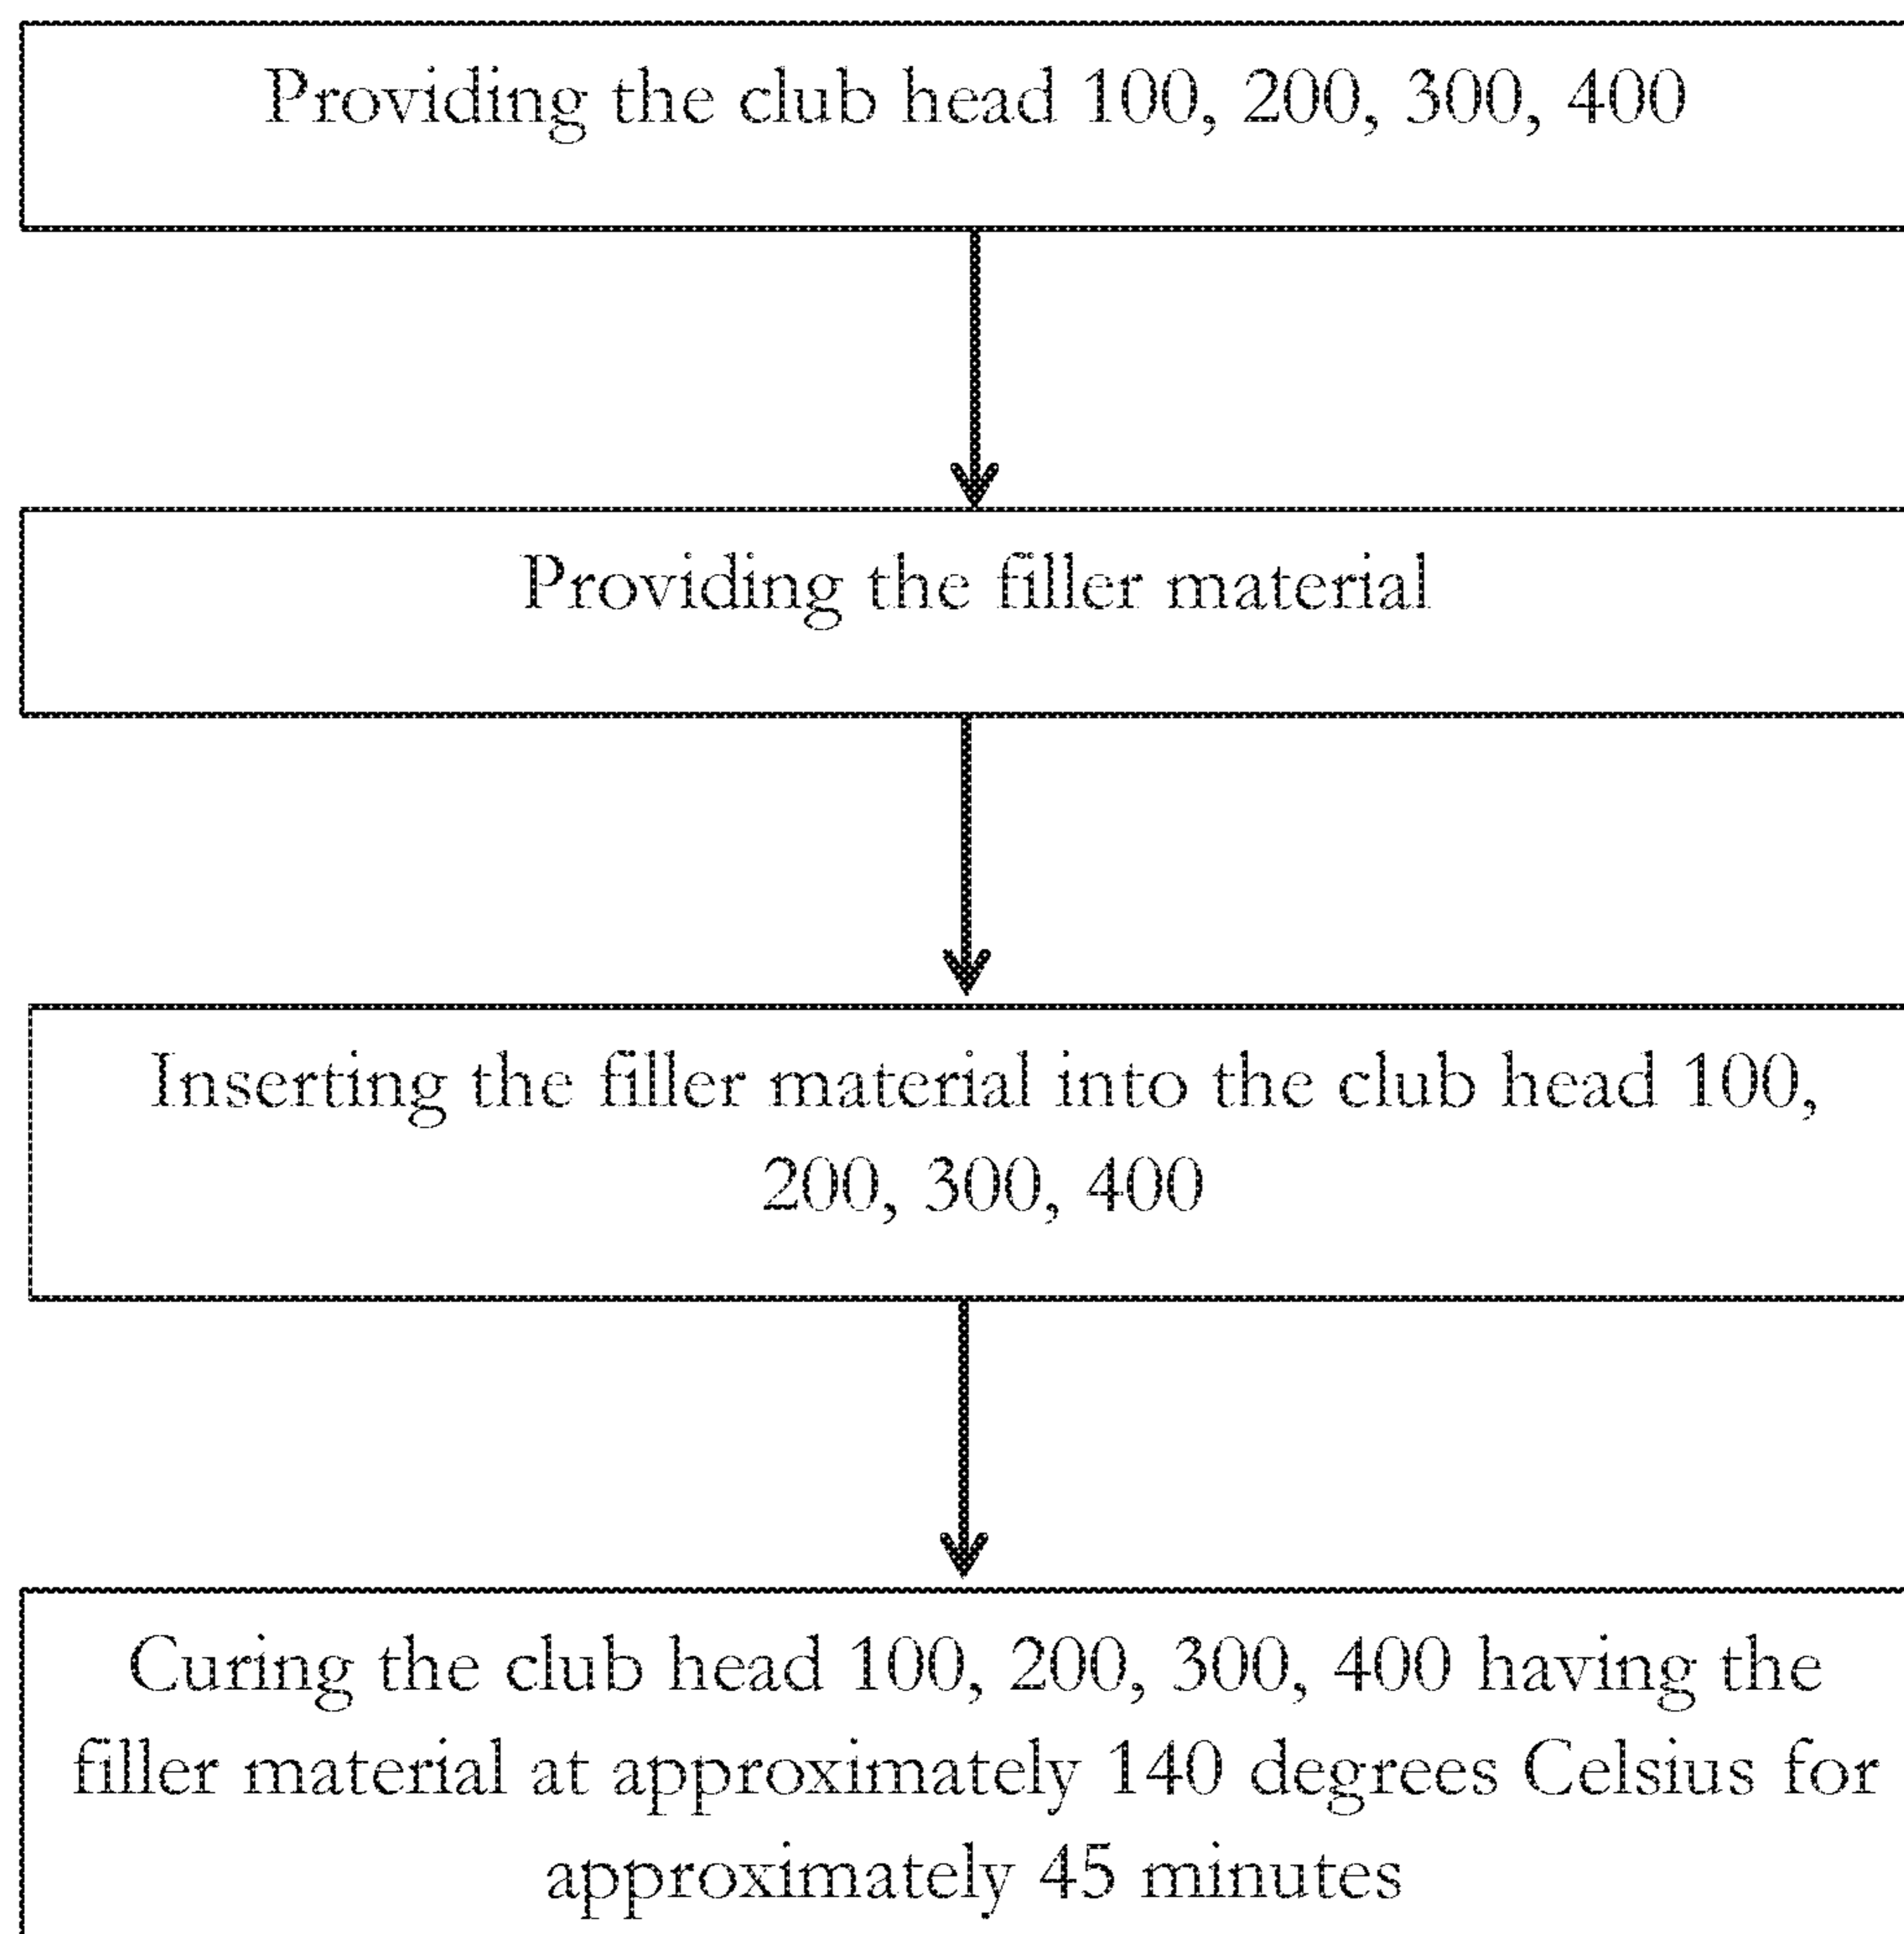 Providing the club head 100, 200, 300, 400
Providing the filler material
Inserting the filler material into the club head 100,
200, 300, 400
Curing the club head 100, 200, 300, 400 having the
filler material at approximately 140 degrees Celsius for
approximately 45 minutes